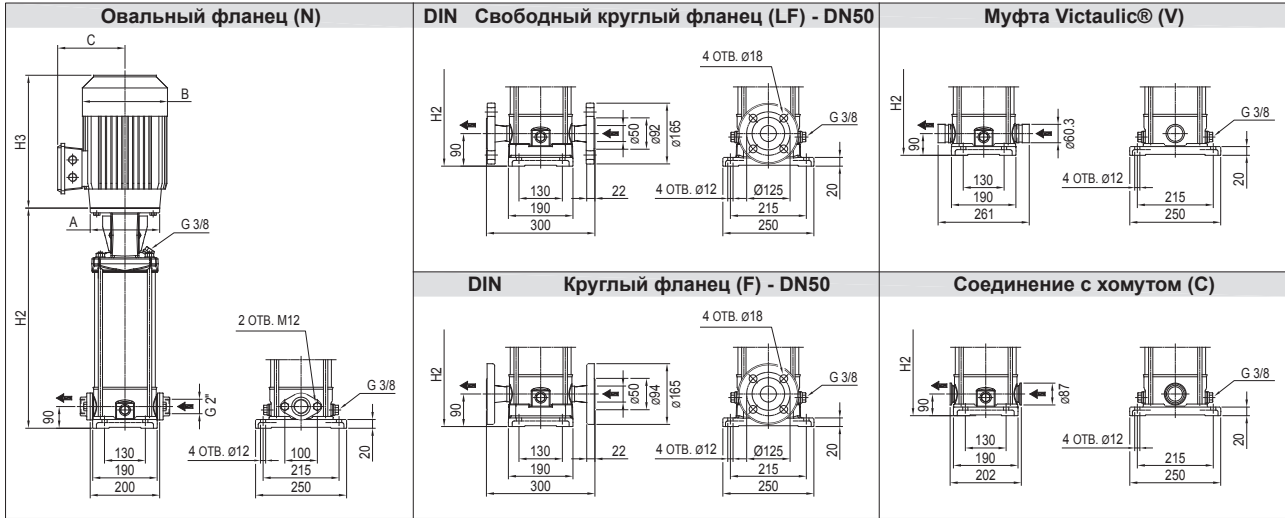 Овальный фланец (N)
C
B
H3
A
G 3/8
H2
2 ОТВ. M12
G 3/8
90
G 2"
20
130
4 ОТВ. Ø12
100
190
215
200
250
DIN Свободный круглый фланец (LF) - DN50
4 ОТВ. Ø18
H2
G 3/8
90
ø50
ø92
ø165
20
130
22
4 ОТВ. Ø12
Ø125
190
215
300
250
DIN Круглый фланец (F) - DN50
4 ОТВ. Ø18
H2
G 3/8
90
ø50
ø94
ø165
20
130
22
4 ОТВ. Ø12
Ø125
190
215
300
250
Муфта Victaulic® (V)
H2
G 3/8
90
ø60.3
20
130
4 ОТВ. Ø12
190
215
261
250
Соединение с хомутом (C)
H2
G 3/8
90
ø87
20
130
4 ОТВ. Ø12
190
215
202
250